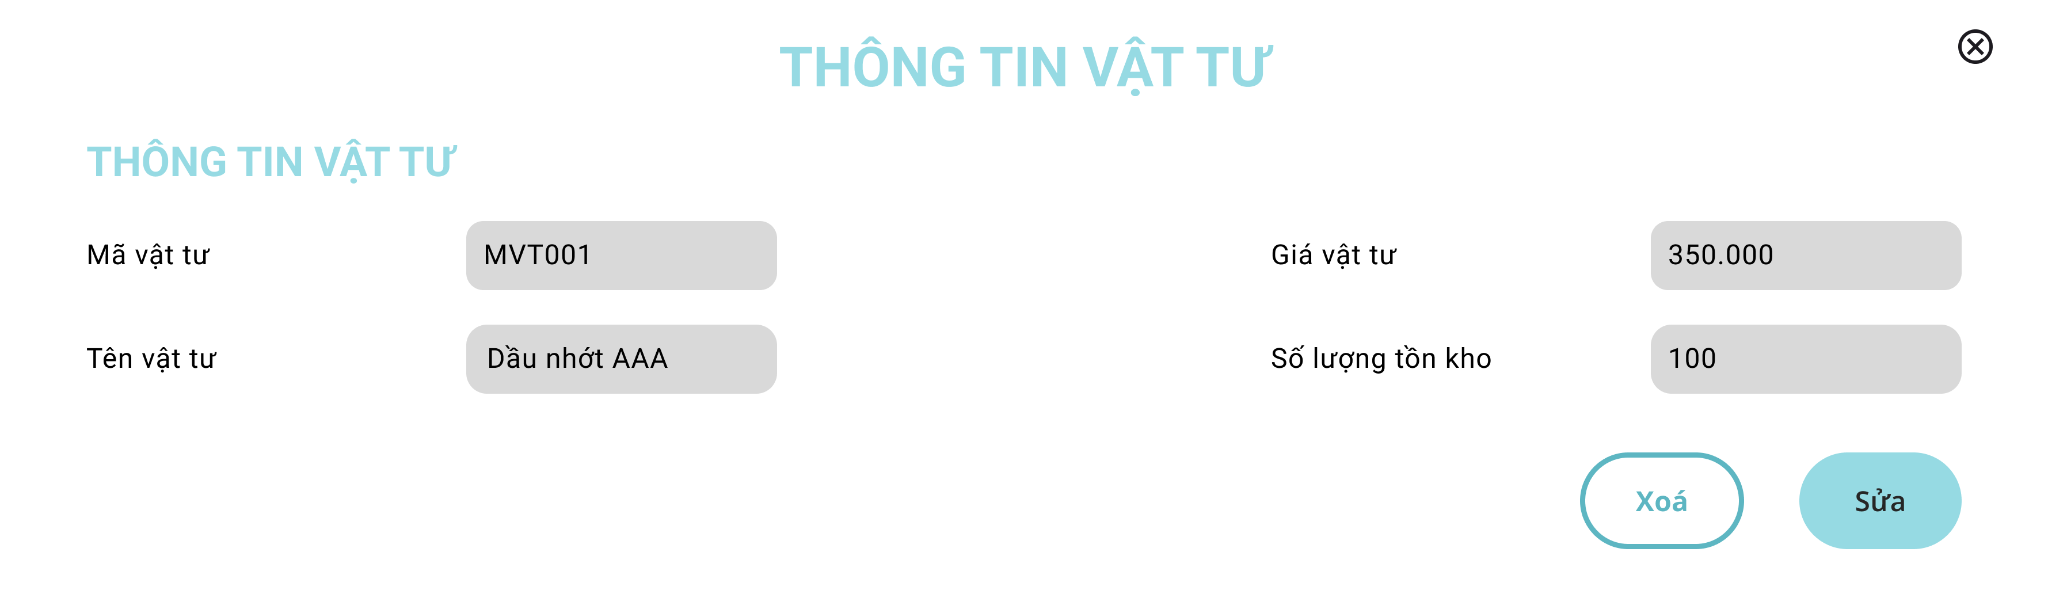 THÔNG TIN VẬT TƯ
THÔNG TIN VẬT TƯ
Mã vật tư MVT001 Giá vật tư 350.000
Tên vật tư Dầu nhớt AAA Số lượng tồn kho 100
Xoá Sửa